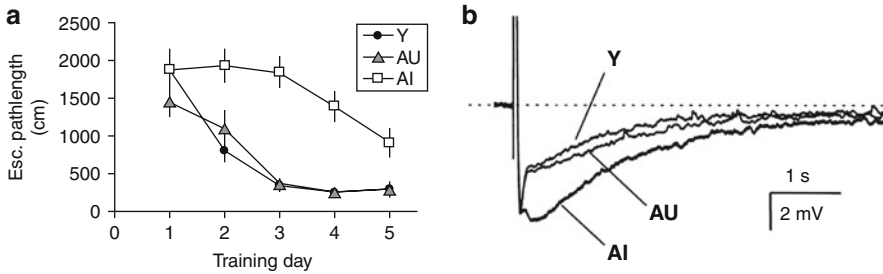 a
2500
2000
1500
1000
500
0
Esc. pathlength
(cm)
0 1 2 3 4 5
Training day
Y
AU
AI
b
Y
AU
AI
1 s
2 mV